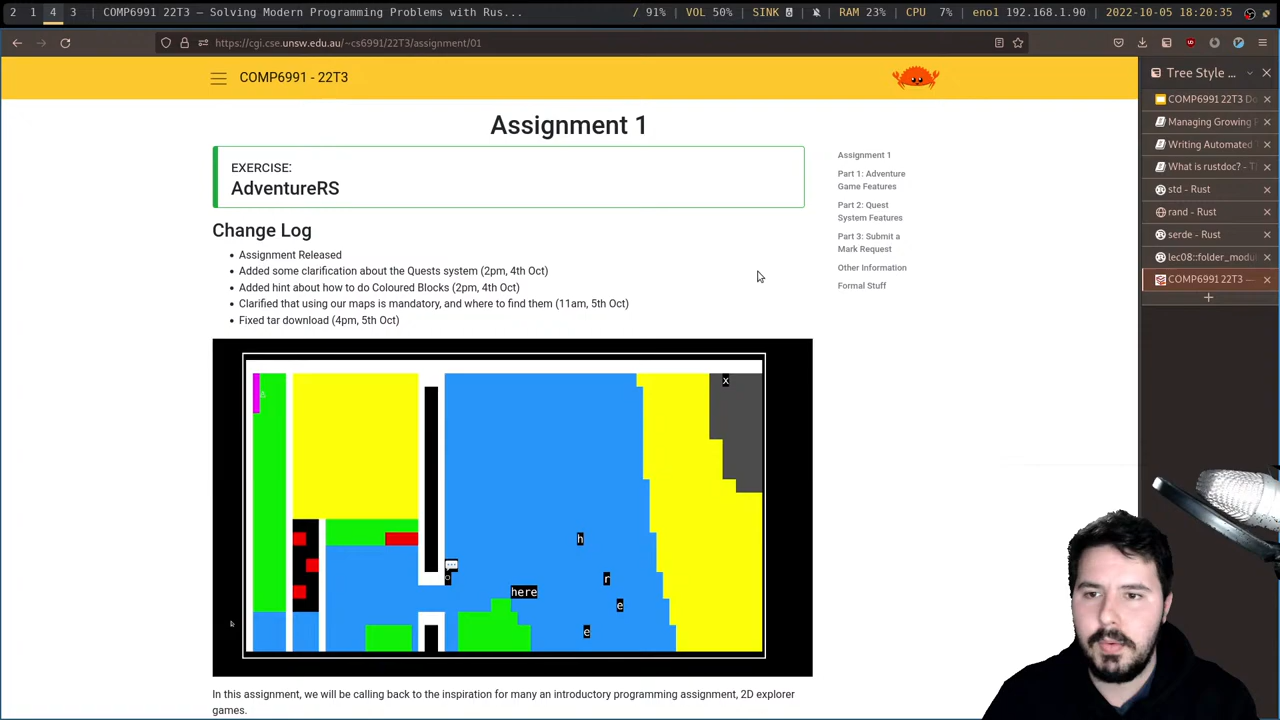 2 1 4 3 COMP6991 22T3 — Solving Modern Programming Problems with Rus... / 91% VOL 50% SINK RAM 23% CPU 7% eno1 192.168.1.90 2022-10-05 18:20:35
https://cgi.cse.unsw.edu.au/~cs6991/22T3/assignment/01
COMP6991 - 22T3
Tree Style ...
COMP6991 22T3 Do
Managing Growing
Writing Automated
What is rustdoc? - T
std - Rust
rand - Rust
serde - Rust
lec08::folder_modu
COMP6991 22T3 —
Assignment 1
EXERCISE:
AdventureRS
Assignment 1
Part 1: Adventure
Game Features
Part 2: Quest
System Features
Part 3: Submit a
Mark Request
Other Information
Formal Stuff
Change Log
Assignment Released
Added some clarification about the Quests system (2pm, 4th Oct)
Added hint about how to do Coloured Blocks (2pm, 4th Oct)
Clarified that using our maps is mandatory, and where to find them (11am, 5th Oct)
Fixed tar download (4pm, 5th Oct)
x
h
r
here
e
e
In this assignment, we will be calling back to the inspiration for many an introductory programming assignment, 2D explorer
games.